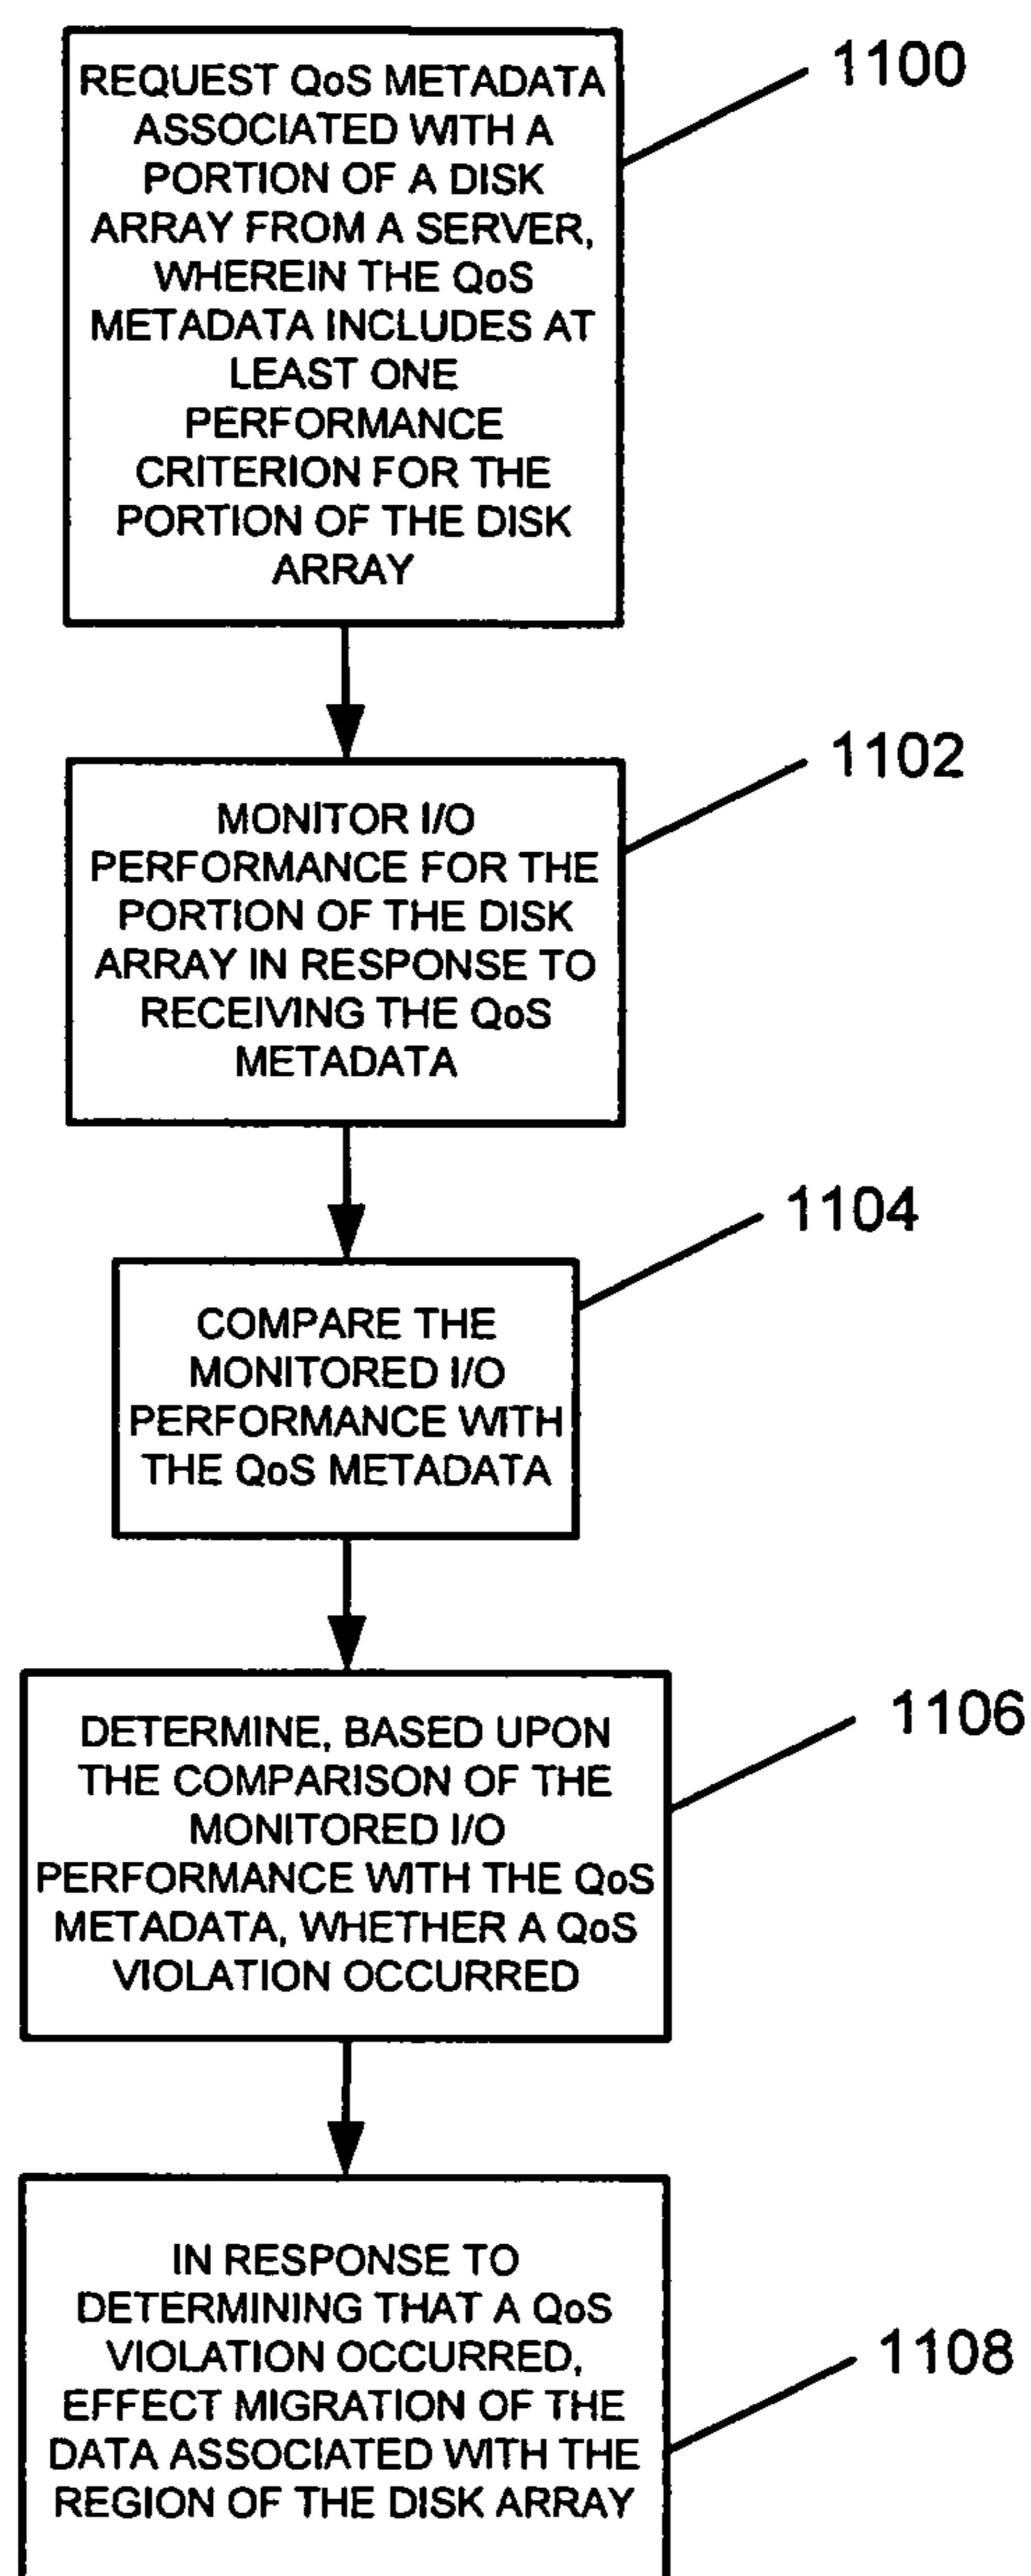 REQUEST QoS METADATA
ASSOCIATED WITH A
PORTION OF A DISK
ARRAY FROM A SERVER,
WHEREIN THE QoS
METADATA INCLUDES AT
LEAST ONE
PERFORMANCE
CRITERION FOR THE
PORTION OF THE DISK
ARRAY
1100
MONITOR I/O
PERFORMANCE FOR THE
PORTION OF THE DISK
ARRAY IN RESPONSE TO
RECEIVING THE QoS
METADATA
1102
COMPARE THE
MONITORED I/O
PERFORMANCE WITH
THE QoS METADATA
1104
DETERMINE, BASED UPON
THE COMPARISON OF THE
MONITORED I/O
PERFORMANCE WITH THE QoS
METADATA, WHETHER A QoS
VIOLATION OCCURRED
1106
IN RESPONSE TO
DETERMINING THAT A QoS
VIOLATION OCCURRED,
EFFECT MIGRATION OF THE
DATA ASSOCIATED WITH THE
REGION OF THE DISK ARRAY
1108